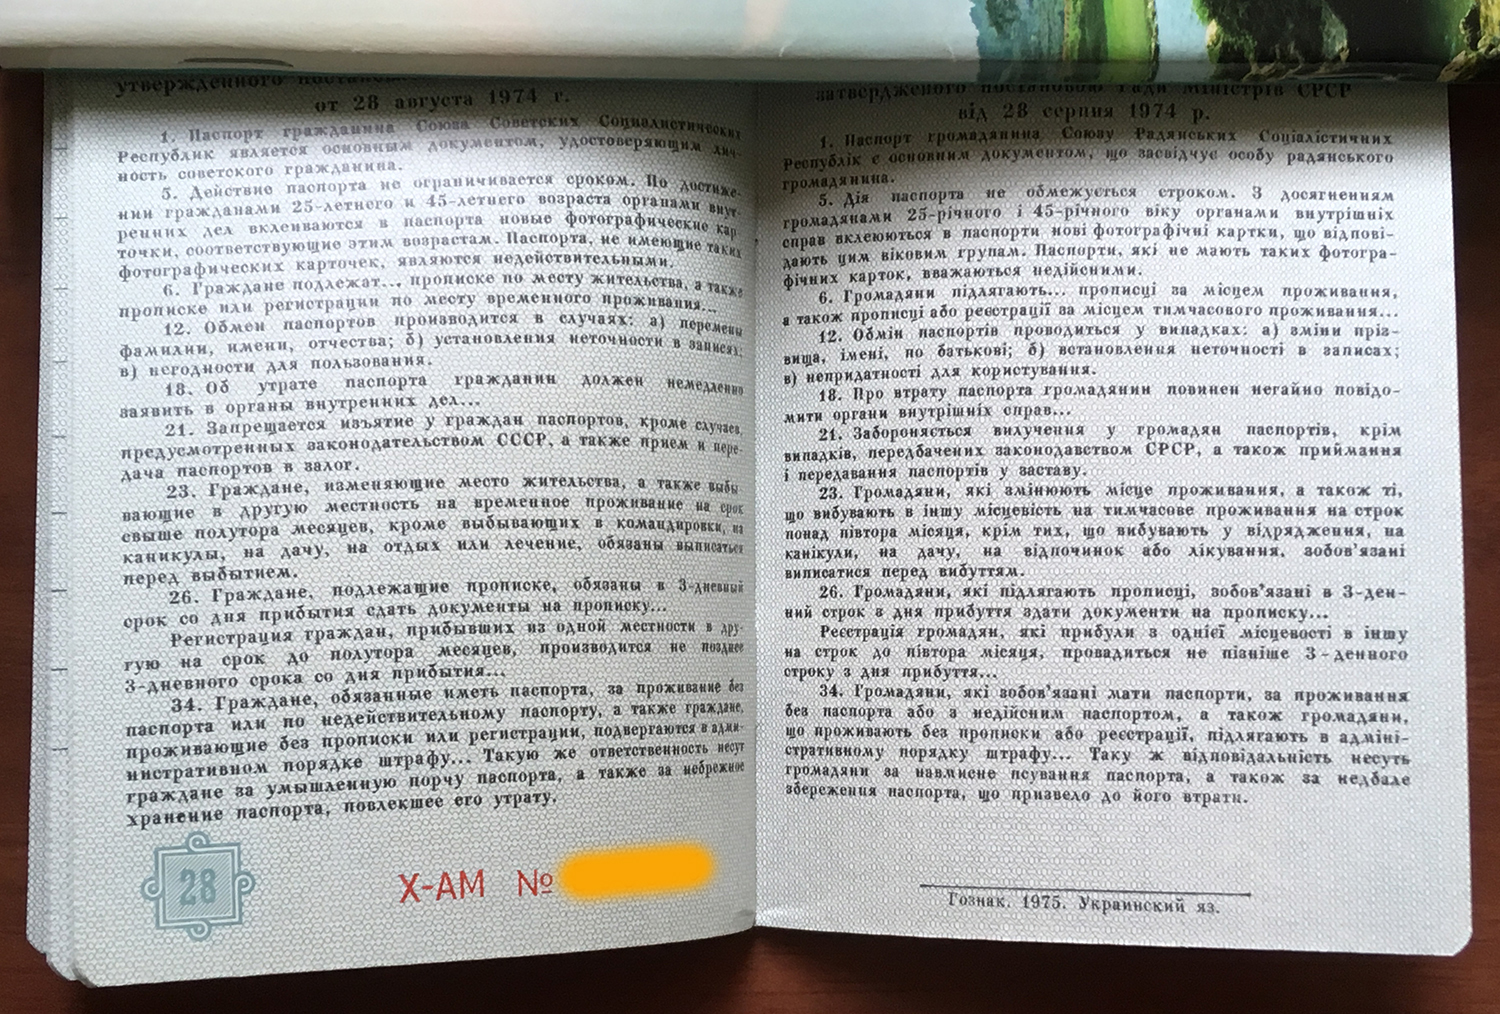 утвержденного
от 28 августа 1974 г.
1. Паспорт гражданина Союза Советских Социалистических
Республик является основным документом, удостоверяющим лич-
ность советского гражданина.
5. Действие паспорта не ограничивается сроком. По достиже-
нии гражданами 25-летнего и 45-летнего возраста органами внут-
ренних дел вклеиваются в паспорта новые фотографические кар-
точки, соответствующие этим возрастам. Паспорта, не имеющие таких
фотографических карточек, являются недействительными.
6. Граждане подлежат... прописке по месту жительства, а также
прописке или регистрации по месту временного проживания...
12. Обмен паспортов производится в случаях: а) перемены
фамилии, имени, отчества; б) установления неточности в записях;
в) негодности для пользования.
18. Об утрате паспорта гражданин должен немедленно
заявить в органы внутренних дел...
21. Запрещается изъятие у граждан паспортов, кроме случаев,
предусмотренных законодательством СССР, а также прием и пере-
дача паспортов в залог.
23. Граждане, изменяющие место жительства, а также выбы-
вающие в другую местность на временное проживание на срок
свыше полутора месяцев, кроме выбывающих в командировки, на
каникулы, на дачу, на отдых или лечение, обязаны выписаться
перед выбытием.
26. Граждане, подлежащие прописке, обязаны в 3-дневный
срок со дня прибытия сдать документы на прописку...
Регистрация граждан, прибывших из одной местности в дру-
гую на срок до полутора месяцев, производится не позднее
3-дневного срока со дня прибытия...
34. Граждане, обязанные иметь паспорта, за проживание без
паспорта или по недействительному паспорту, а также граждане,
проживающие без прописки или регистрации, подвергаются в адми-
нистративном порядке штрафу... Такую же ответственность несут
граждане за умышленную порчу паспорта, а также за небрежное
хранение паспорта, повлекшее его утрату.
28
X-АМ №
затвердженого постановою Ради Міністрів СРСР
від 28 серпня 1974 р.
1. Паспорт громадянина Союзу Радянських Соціалістичних
Республік є основним документом, що засвідчує особу радянського
громадянина.
5. Дія паспорта не обмежується строком. З досягненням
громадянами 25-річного і 45-річного віку органами внутрішніх
справ вклеюються в паспорти нові фотографічні картки, що відпові-
дають цим віковим групам. Паспорти, які не мають таких фотогра-
фічних карток, вважаються недійсними.
6. Громадяни підлягають... прописці за місцем проживання,
а також прописці або реєстрації за місцем тимчасового проживання...
12. Обмін паспортів проводиться у випадках: а) зміни пріз-
вища, імені, по батькові; б) встановлення неточності в записах;
в) непридатності для користування.
18. Про втрату паспорта громадянин повинен негайно повідо-
мити органи внутрішніх справ...
21. Забороняється вилучення у громадян паспортів, крім
випадків, передбачених законодавством СРСР, а також приймання
і передавання паспортів у заставу.
23. Громадяни, які змінюють місце проживання, а також ті,
що вибувають в іншу місцевість на тимчасове проживання на строк
понад півтора місяця, крім тих, що вибувають у відрядження, на
канікули, на дачу, на відпочинок або лікування, зобов'язані
виписатися перед вибуттям.
26. Громадяни, які підлягають прописці, зобов'язані в 3-ден-
ний строк з дня прибуття здати документи на прописку...
Реєстрація громадян, які прибули з однієї місцевості в іншу
на строк до півтора місяця, провадиться не пізніше 3-денного
строку з дня прибуття...
34. Громадяни, які зобов'язані мати паспорти, за проживання
без паспорта або з недійсним паспортом, а також громадяни,
що проживають без прописки або реєстрації, підлягають в адміні-
стративному порядку штрафу... Таку ж відповідальність несуть
громадяни за навмисне псування паспорта, а також за недбале
збереження паспорта, що призвело до його втрати.
Гознак. 1975. Украинский яз.